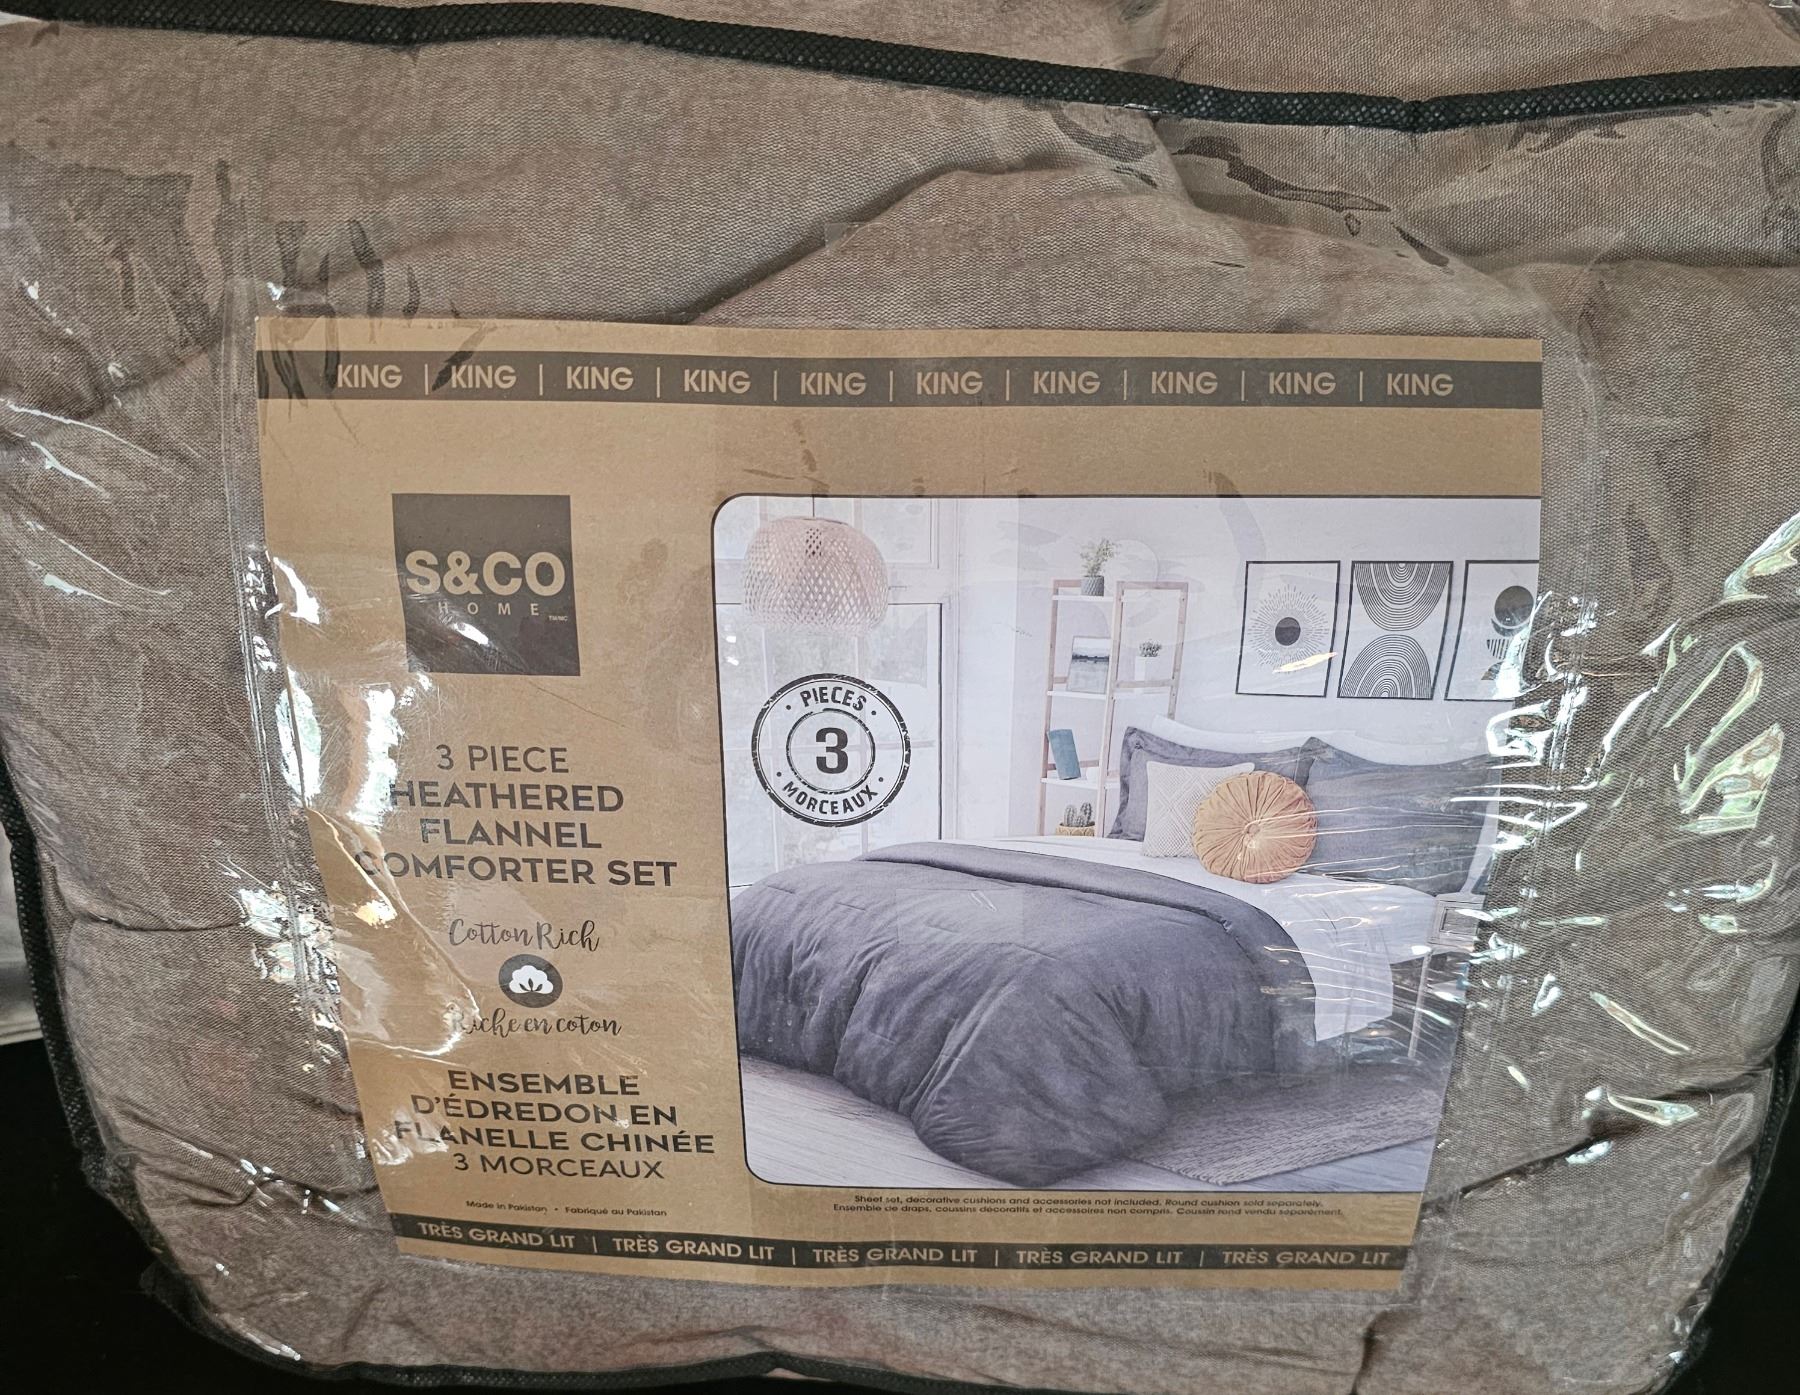 KING | KING | KING | KING | KING | KING | KING | KING | KING | KING
S&CO
HOME
TM/MC
3 PIECE
HEATHERED
FLANNEL
COMFORTER SET
Cotton Rich
Riche en coton
ENSEMBLE
D'ÉDREDON EN
FLANELLE CHINÉE
3 MORCEAUX
Made in Pakistan • Fabriqué au Pakistan
• PIECES •
3
• MORCEAUX •
Sheet set, decorative cushions and accessories not included. Round cushion sold separately.
Ensemble de draps, coussins décoratifs et accessoires non compris. Coussin rond vendu séparément.
TRÈS GRAND LIT | TRÈS GRAND LIT | TRÈS GRAND LIT | TRÈS GRAND LIT | TRÈS GRAND LIT